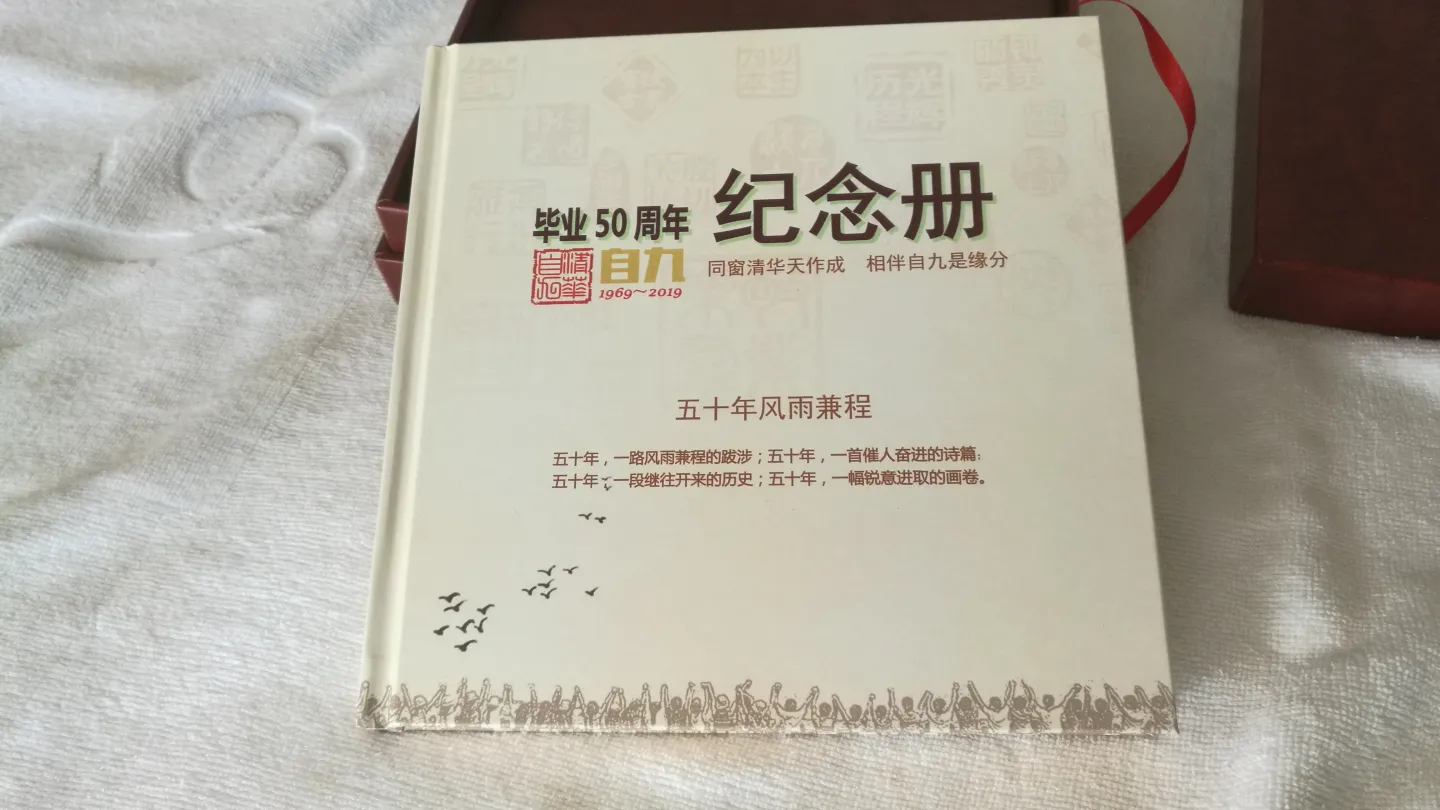 毕业 50 周年 纪念册
清华自九
自九
1969～2019
同窗清华天作成 相伴自九是缘分
五十年风雨兼程
五十年，一路风雨兼程的跋涉；五十年，一首催人奋进的诗篇；
五十年，一段继往开来的历史；五十年，一幅锐意进取的画卷。